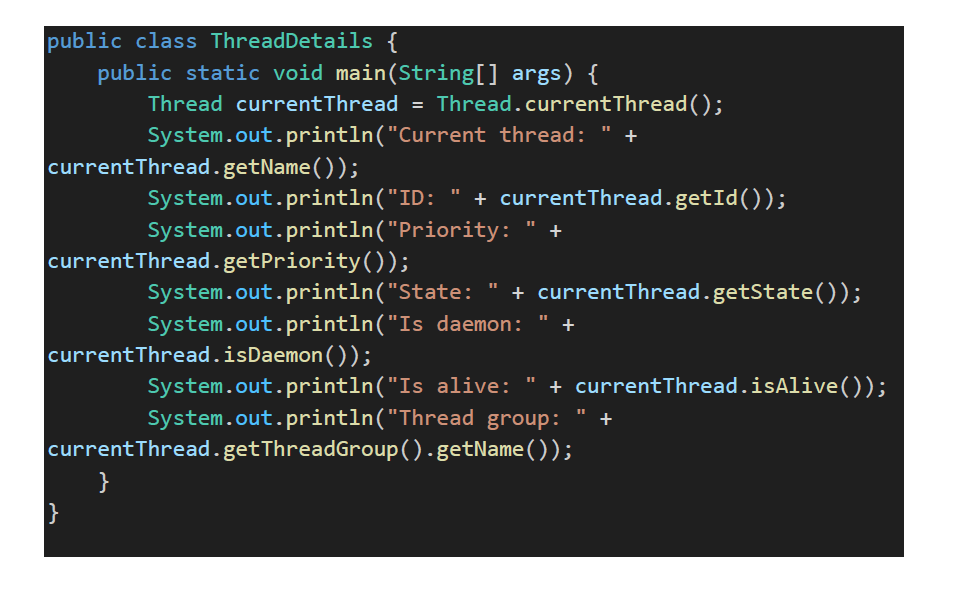 public class ThreadDetails {
    public static void main(String[] args) {
        Thread currentThread = Thread.currentThread();
        System.out.println("Current thread: " +
currentThread.getName());
        System.out.println("ID: " + currentThread.getId());
        System.out.println("Priority: " +
currentThread.getPriority());
        System.out.println("State: " + currentThread.getState());
        System.out.println("Is daemon: " +
currentThread.isDaemon());
        System.out.println("Is alive: " + currentThread.isAlive());
        System.out.println("Thread group: " +
currentThread.getThreadGroup().getName());
    }
}